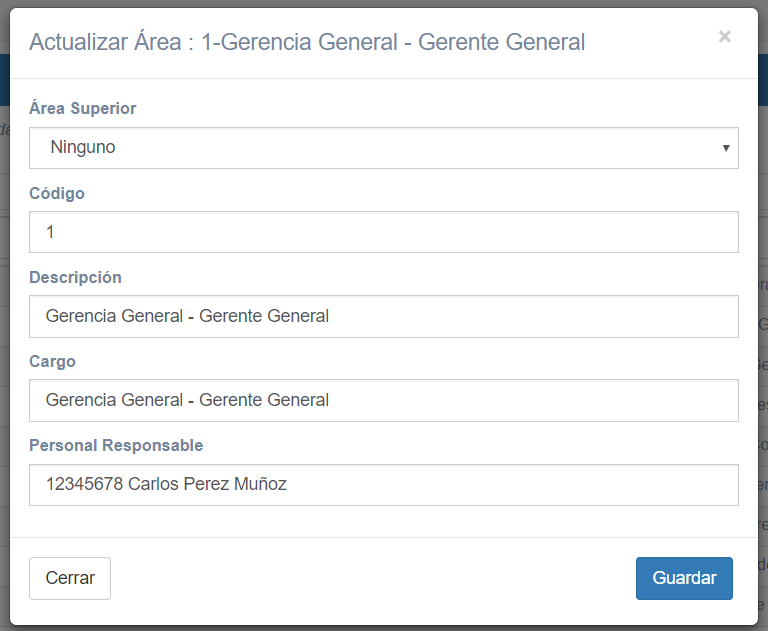 Actualizar Área : 1-Gerencia General - Gerente General
×
Área Superior
Ninguno
Código
1
Descripción
Gerencia General - Gerente General
Cargo
Gerencia General - Gerente General
Personal Responsable
12345678 Carlos Perez Muñoz
Cerrar
Guardar